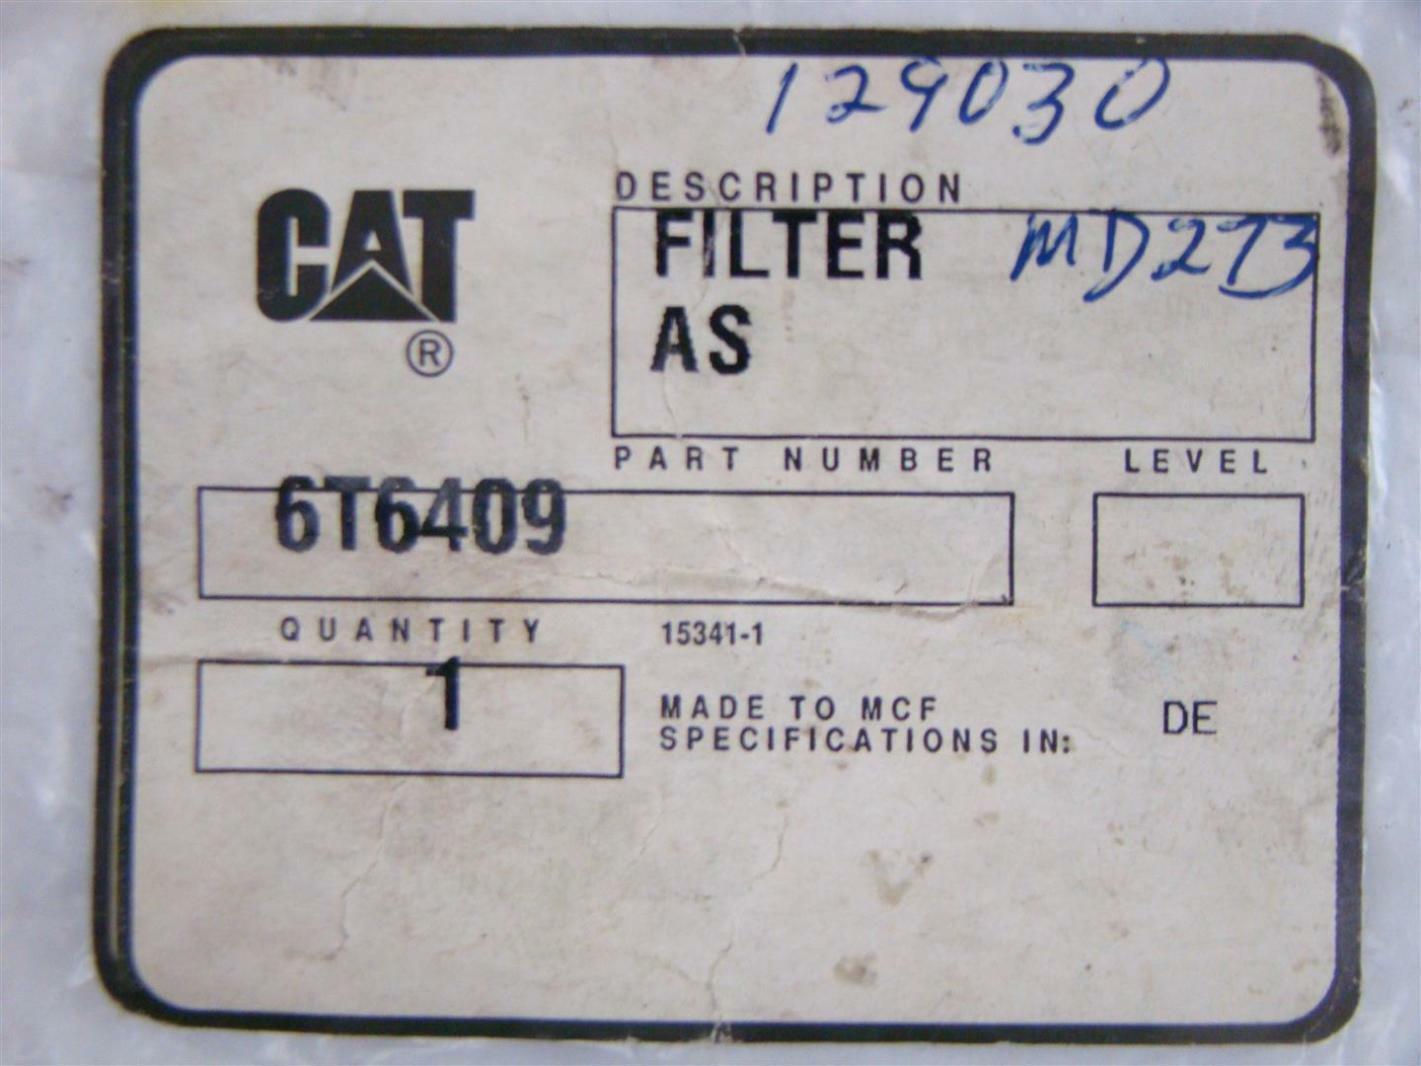 129030
CAT
®
DESCRIPTION
FILTER MD273
AS
PART NUMBER LEVEL
6T6409
QUANTITY 15341-1
1
MADE TO MCF
SPECIFICATIONS IN: DE